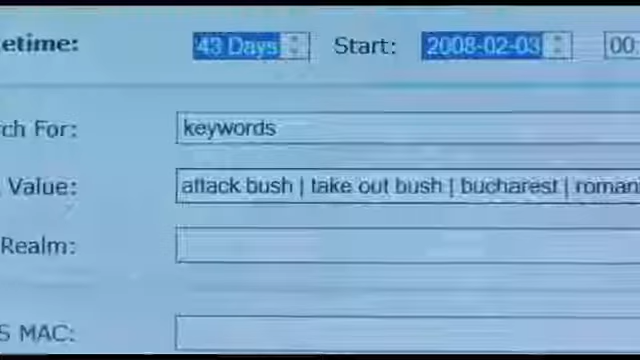 etime: 43 Days Start: 2008-02-03 00:
rch For: keywords
Value: attack bush | take out bush | bucharest | romani
Realm:
S MAC: